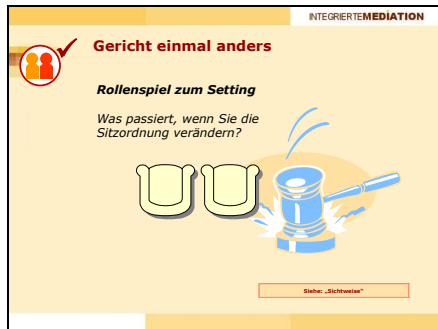 INTEGRIERTEMEDIATION
Gericht einmal anders
Rollenspiel zum Setting
Was passiert, wenn Sie die
Sitzordnung verändern?
Siehe: „Sichtweise"